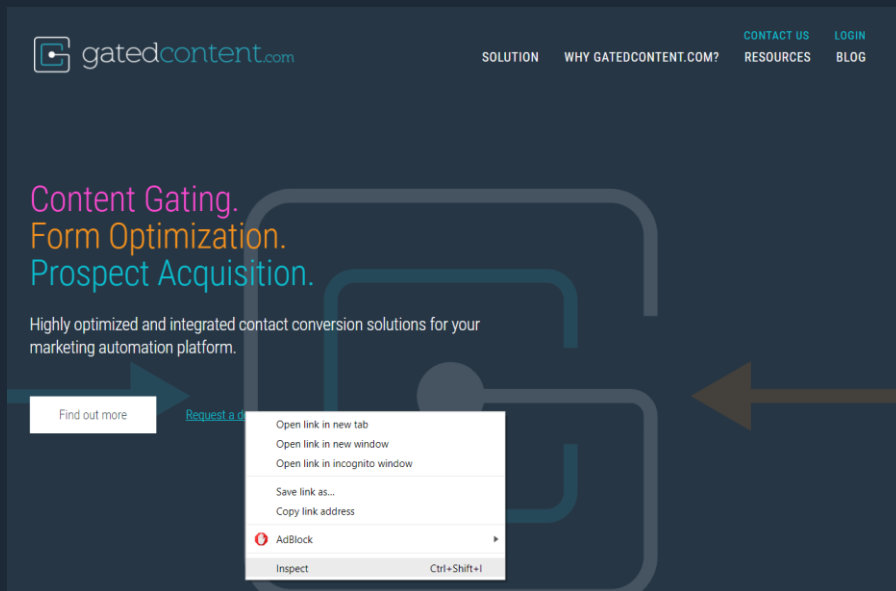 gatedcontent.com
CONTACT US LOGIN
SOLUTION WHY GATEDCONTENT.COM? RESOURCES BLOG
Content Gating.
Form Optimization.
Prospect Acquisition.
Highly optimized and integrated contact conversion solutions for your
marketing automation platform.
Find out more
Request a
Open link in new tab
Open link in new window
Open link in incognito window
Save link as...
Copy link address
AdBlock
Inspect Ctrl+Shift+I